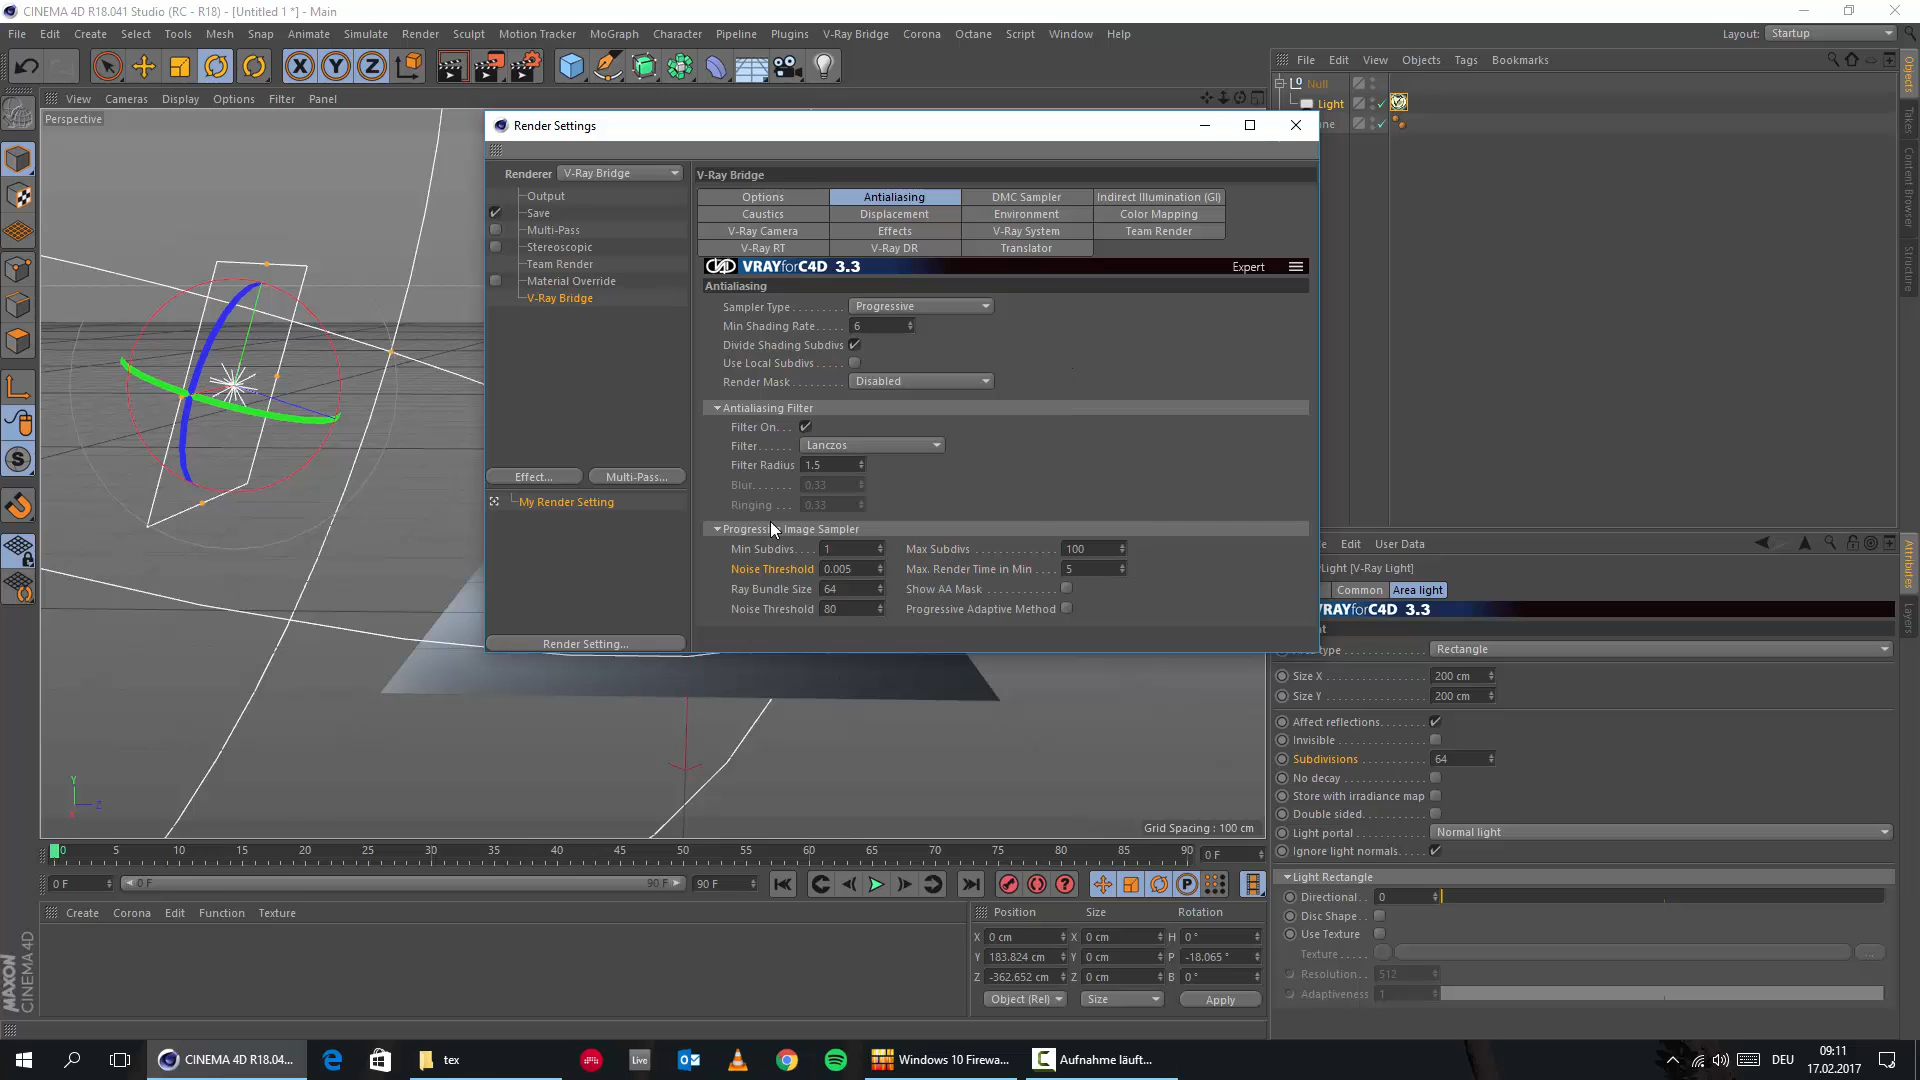 CINEMA 4D R18.041 Studio (RC - R18) - [Untitled 1 *] - Main
File Edit Create Select Tools Mesh Snap Animate Simulate Render Sculpt Motion Tracker MoGraph Character Pipeline Plugins V-Ray Bridge Corona Octane Script Window Help
Layout: Startup
File Edit View Objects Tags Bookmarks
Null
Light
View Cameras Display Options Filter Panel
Perspective
Render Settings
Renderer V-Ray Bridge
Output
Save
Multi-Pass
Stereoscopic
Team Render
Material Override
V-Ray Bridge
Effect... Multi-Pass...
My Render Setting
Render Setting...
V-Ray Bridge
Options Antialiasing DMC Sampler Indirect Illumination (GI)
Caustics Displacement Environment Color Mapping
V-Ray Camera Effects V-Ray System Team Render
V-Ray RT V-Ray DR Translator
VRAYforC4D 3.3 Expert
Antialiasing
Sampler Type Progressive
Min Shading Rate 6
Divide Shading Subdivs
Use Local Subdivs
Render Mask Disabled
Antialiasing Filter
Filter On
Filter Lanczos
Filter Radius 1.5
Blur 0.33
Ringing 0.33
Progressive Image Sampler
Min Subdivs 1 Max Subdivs 100
Noise Threshold 0.005 Max. Render Time in Min 5
Ray Bundle Size 64 Show AA Mask
Noise Threshold 80 Progressive Adaptive Method
Grid Spacing : 100 cm
Y
Z
X
Edit User Data
Light [V-Ray Light]
Common Area light
VRAYforC4D 3.3
Rectangle
Size X 200 cm
Size Y 200 cm
Affect reflections
Invisible
Subdivisions 64
No decay
Store with irradiance map
Double sided
Light portal Normal light
Ignore light normals
Light Rectangle
Directional 0
Disc Shape
Use Texture
Texture ...
Resolution 512
Adaptiveness 1
Objects
Takes
Content Browser
Structure
Attributes
Layers
0 5 10 15 20 25 30 35 40 45 50 55 60 65 70 75 80 85 90 0 F
0 F 0 F 90 F 90 F
Create Corona Edit Function Texture
Position Size Rotation
X 0 cm X 0 cm H 0 °
Y 183.824 cm Y 0 cm P -18.065 °
Z -362.652 cm Z 0 cm B 0 °
Object (Rel) Size Apply
MAXON
CINEMA 4D
CINEMA 4D R18.04... tex Live Windows 10 Firewa... Aufnahme läuft... DEU
09:11
17.02.2017